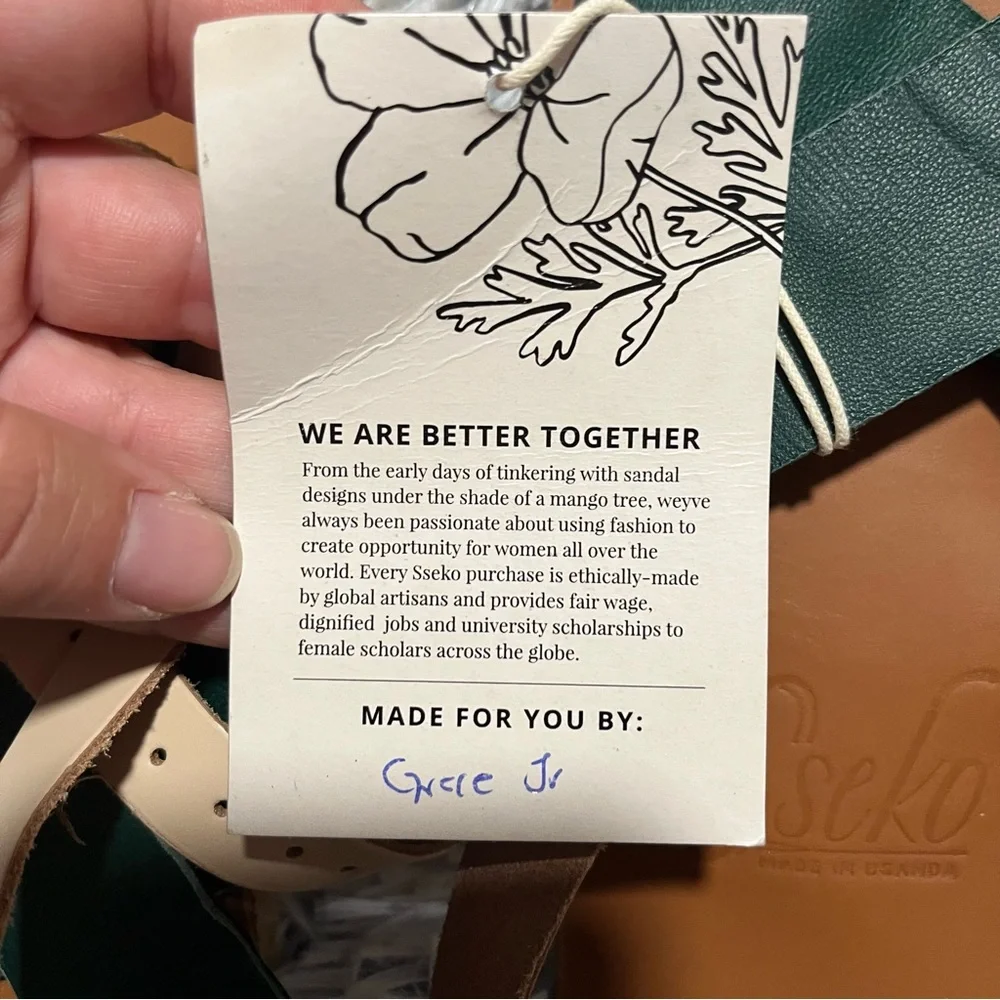 WE ARE BETTER TOGETHER
From the early days of tinkering with sandal
designs under the shade of a mango tree, weyve
always been passionate about using fashion to
create opportunity for women all over the
world. Every Sseko purchase is ethically-made
by global artisans and provides fair wage,
dignified jobs and university scholarships to
female scholars across the globe.
MADE FOR YOU BY:
Grace Jr
Sseko
MADE IN UGANDA